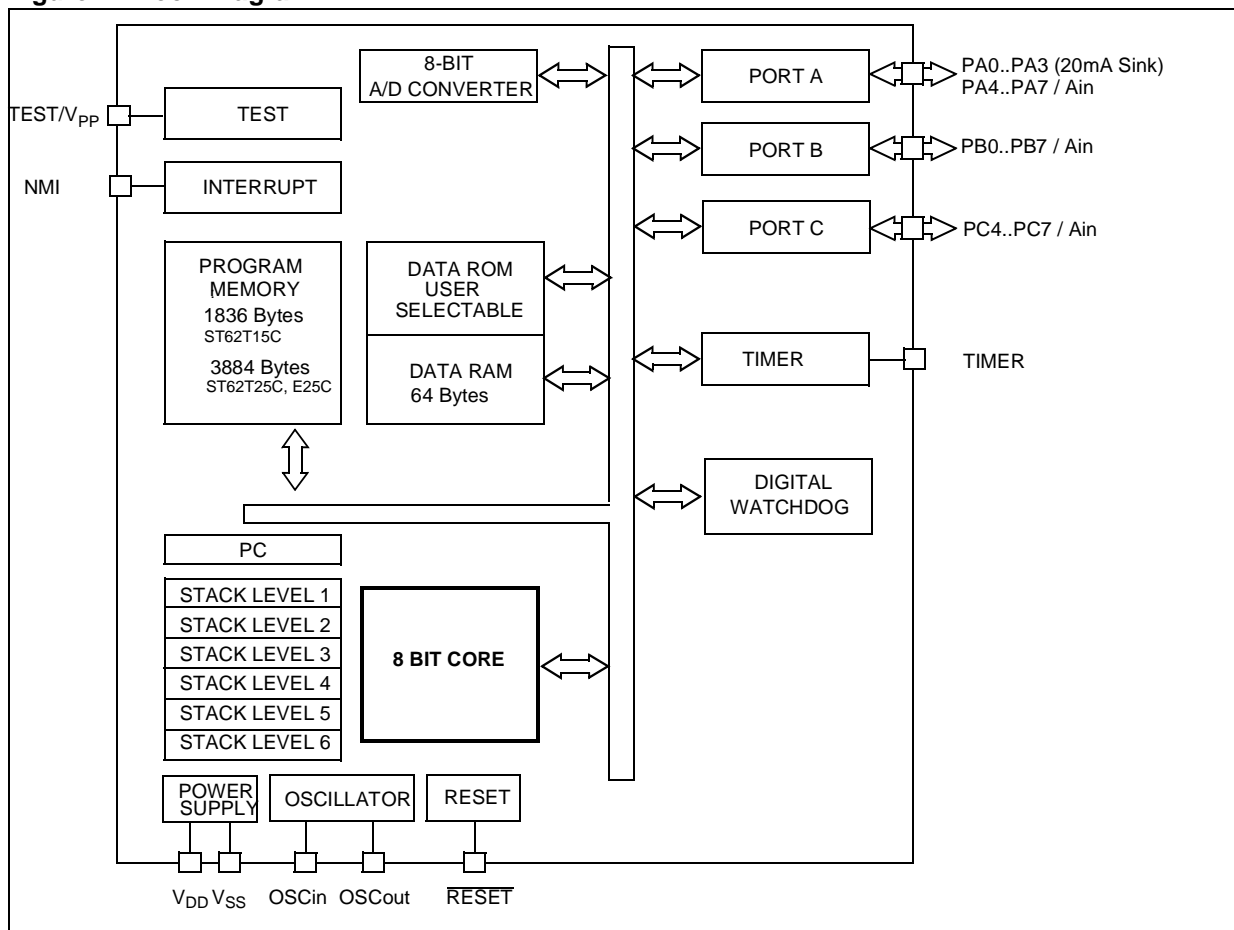 8-BIT
A/D CONVERTER
PORT A
PA0..PA3 (20mA Sink)
PA4..PA7 / Ain
TEST/VPP
TEST
PORT B
PB0..PB7 / Ain
NMI
INTERRUPT
PORT C
PC4..PC7 / Ain
PROGRAM
MEMORY
1836 Bytes
ST62T15C
3884 Bytes
ST62T25C, E25C
DATA ROM
USER
SELECTABLE
DATA RAM
64 Bytes
TIMER
TIMER
DIGITAL
WATCHDOG
PC
STACK LEVEL 1
STACK LEVEL 2
STACK LEVEL 3
STACK LEVEL 4
STACK LEVEL 5
STACK LEVEL 6
8 BIT CORE
POWER
SUPPLY
OSCILLATOR
RESET
VDD VSS OSCin OSCout RESET